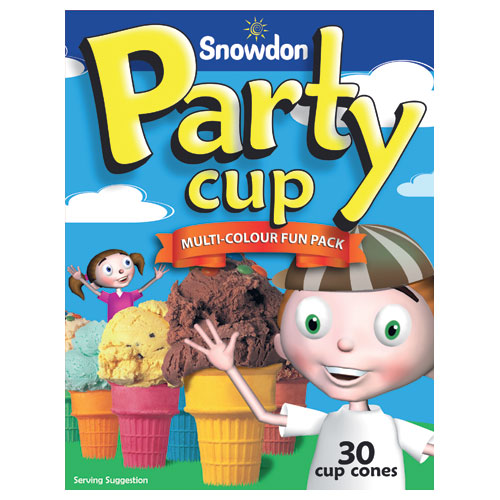 Snowdon
Party
cup
MULTI-COLOUR FUN PACK
30
cup cones
Serving Suggestion